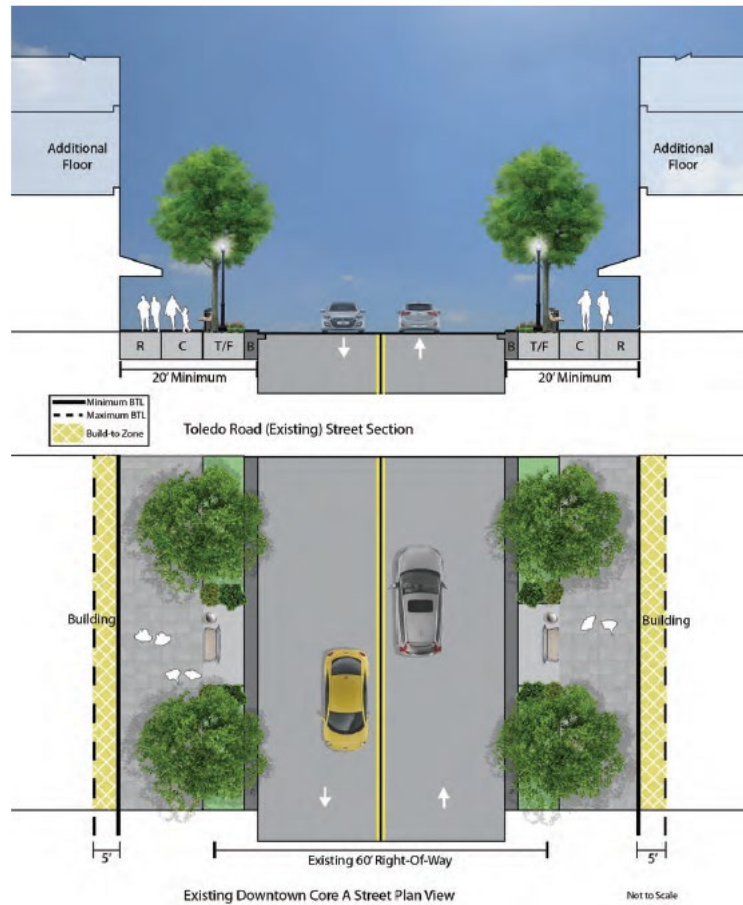 Additional
Floor
Additional
Floor
R C T/F B
B T/F C R
20' Minimum
20' Minimum
Minimum BTL
Maximum BTL
Build-to Zone
Toledo Road (Existing) Street Section
Building
Building
5'
Existing 60' Right-Of-Way
5'
Existing Downtown Core A Street Plan View
Not to Scale